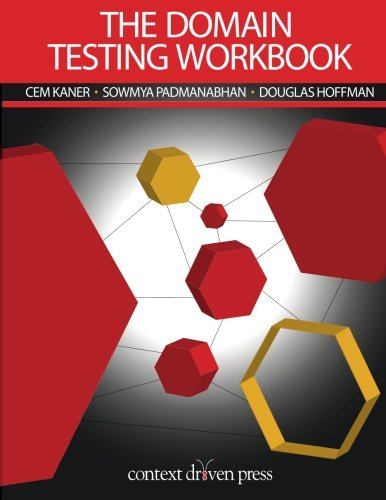 THE DOMAIN
TESTING WORKBOOK
CEM KANER • SOWMYA PADMANABHAN • DOUGLAS HOFFMAN
context driven press